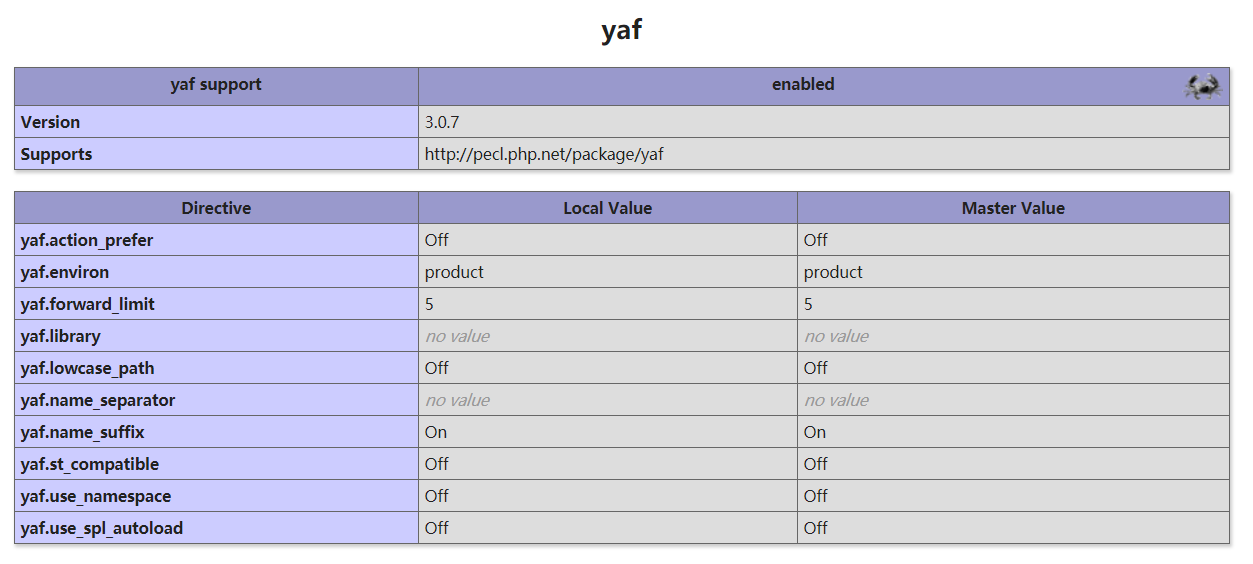 yaf
yaf support enabled
Version 3.0.7
Supports http://pecl.php.net/package/yaf
Directive Local Value Master Value
yaf.action_prefer Off Off
yaf.environ product product
yaf.forward_limit 5 5
yaf.library no value no value
yaf.lowcase_path Off Off
yaf.name_separator no value no value
yaf.name_suffix On On
yaf.st_compatible Off Off
yaf.use_namespace Off Off
yaf.use_spl_autoload Off Off